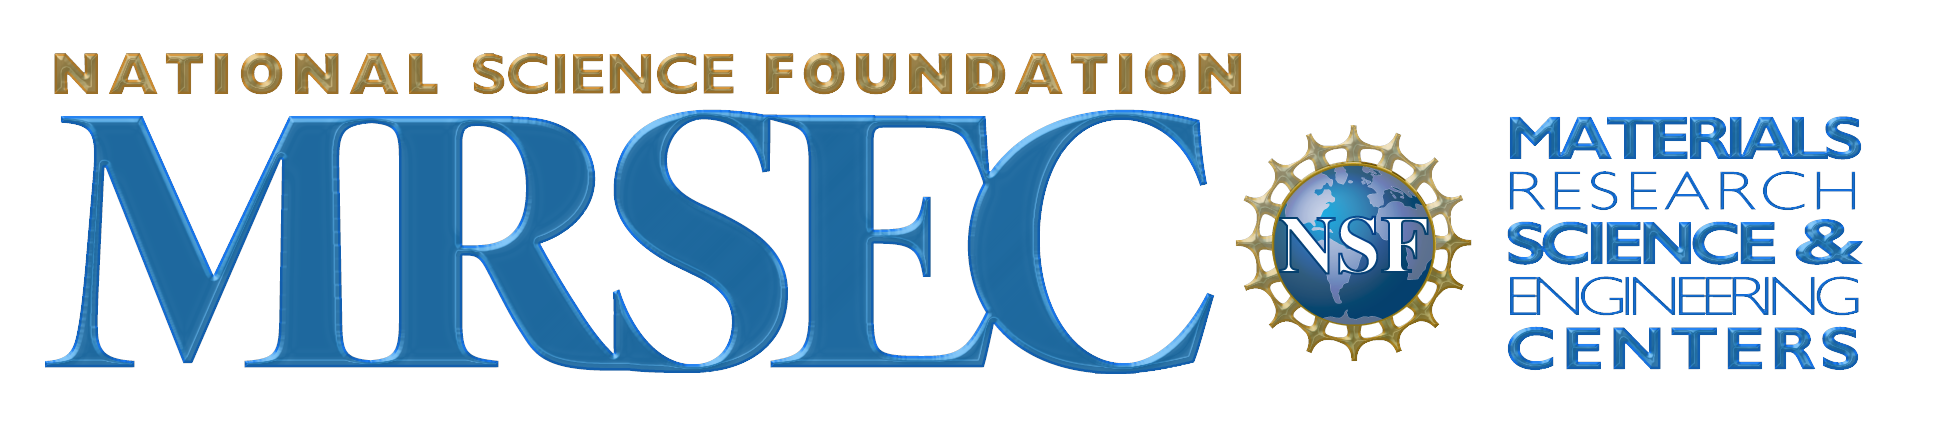 NATIONAL SCIENCE FOUNDATION
MRSEC
NSF
MATERIALS
RESEARCH
SCIENCE &
ENGINEERING
CENTERS